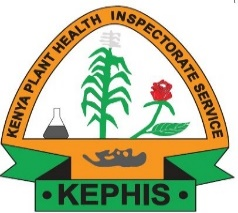 KENYA PLANT HEALTH INSPECTORATE SERVICE
• KEPHIS •